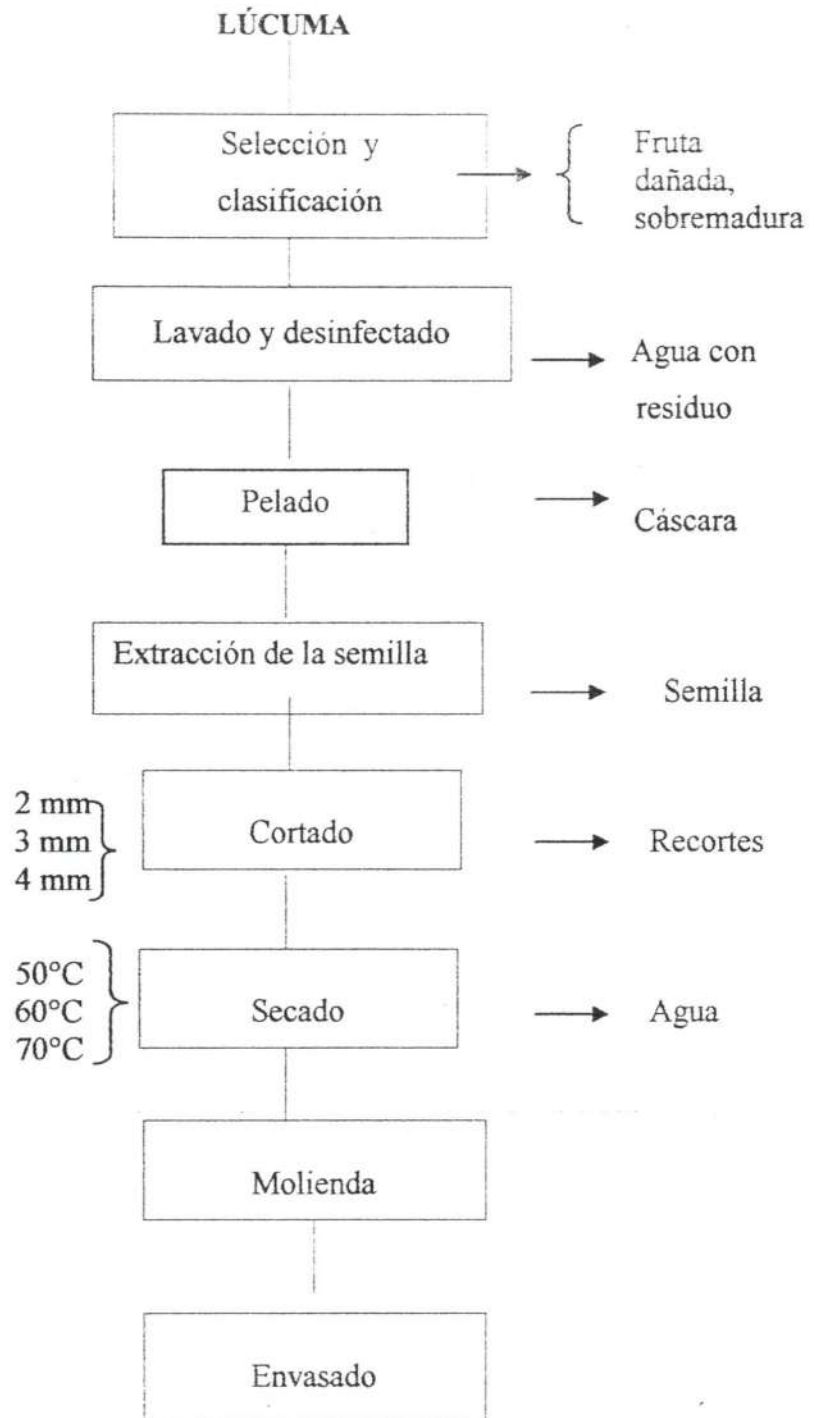 LÚCUMA
Selección y
clasificación
Fruta
dañada,
sobremadura
Lavado y desinfectado
Agua con
residuo
Pelado
Cáscara
Extracción de la semilla
Semilla
2 mm
3 mm
4 mm
Cortado
Recortes
50°C
60°C
70°C
Secado
Agua
Molienda
Envasado